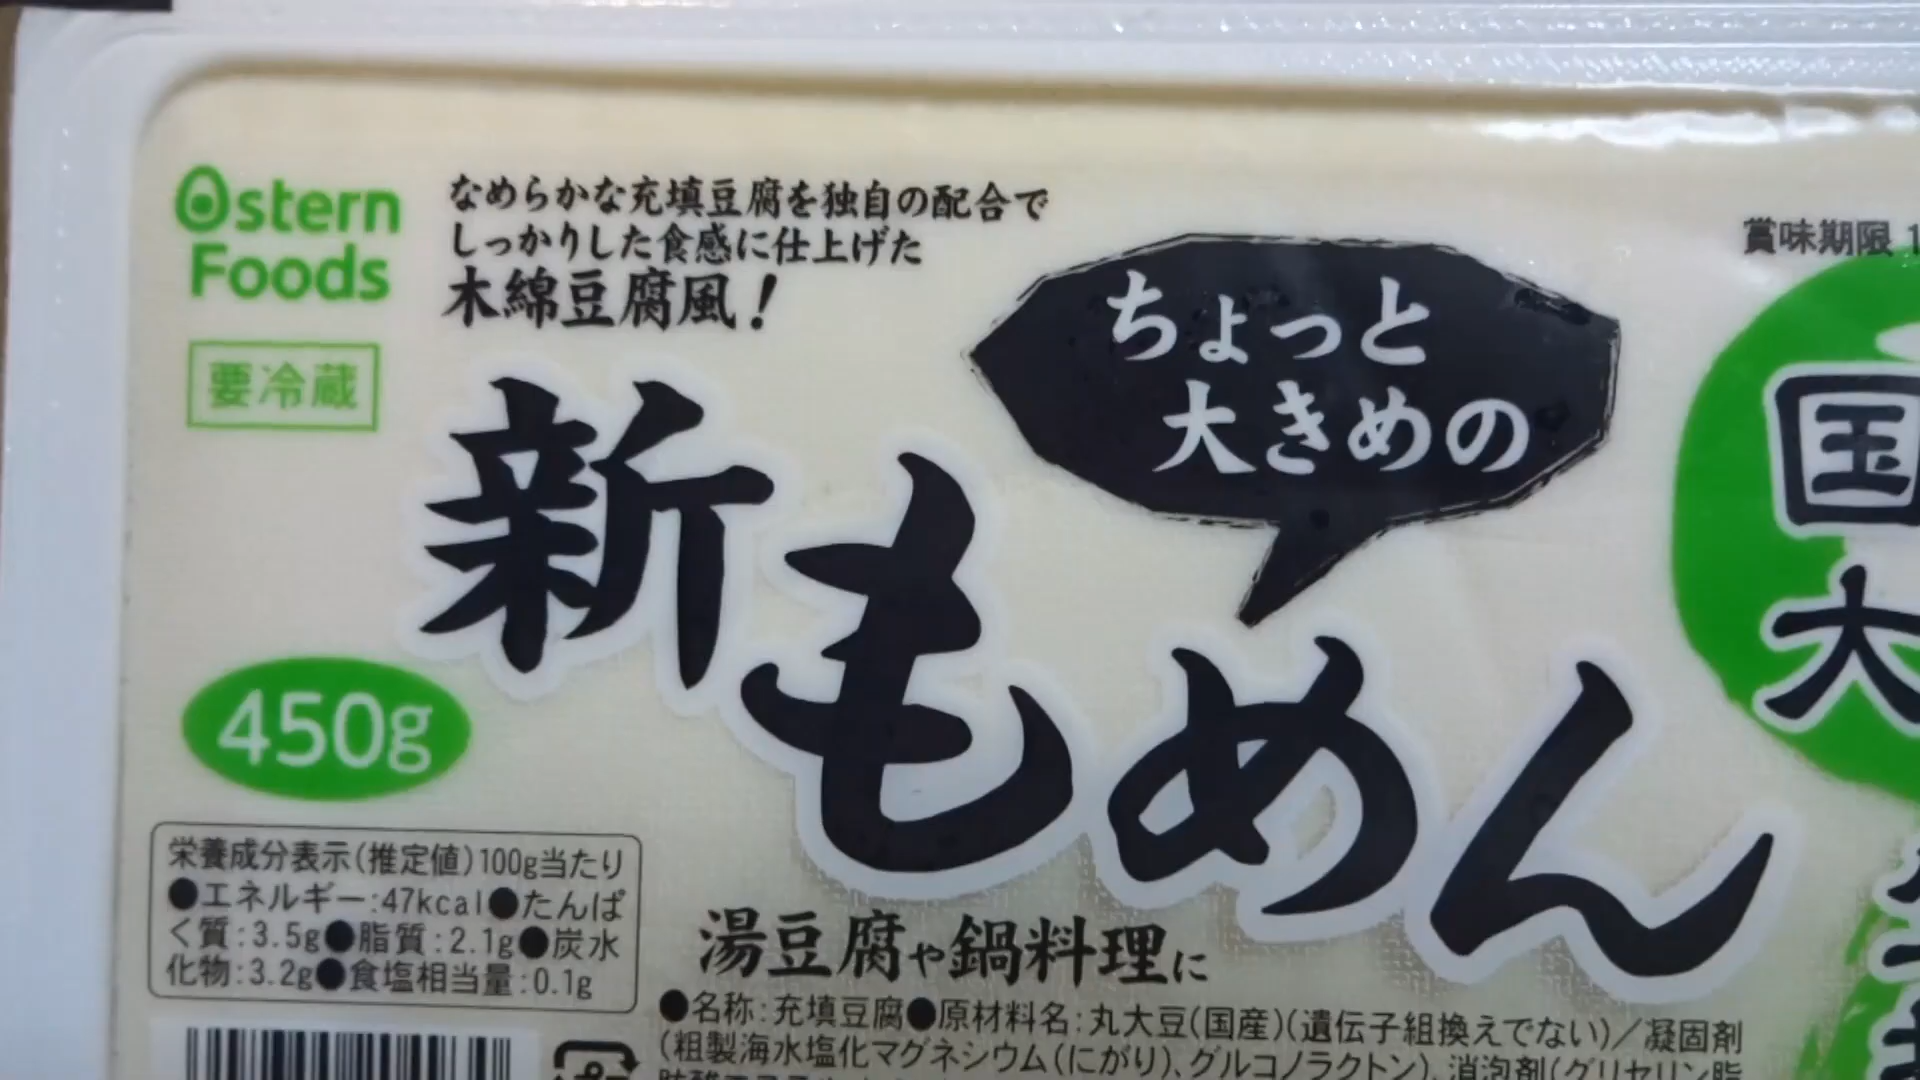 Ostern
Foods
なめらかな充填豆腐を独自の配合で
しっかりした食感に仕上げた
木綿豆腐風!
要冷蔵
ちょっと
大きめの
新もめん
賞味期限 1
国
大
450g
栄養成分表示(推定値)100g当たり
●エネルギー:47kcal●たんぱ
く質:3.5g●脂質:2.1g●炭水
化物:3.2g●食塩相当量:0.1g
湯豆腐や鍋料理に
●名称:充填豆腐●原材料名:丸大豆(国産)(遺伝子組換えでない)/凝固剤
(粗製海水塩化マグネシウム(にがり)、グルコノラクトン)、消泡剤(グリセリン脂